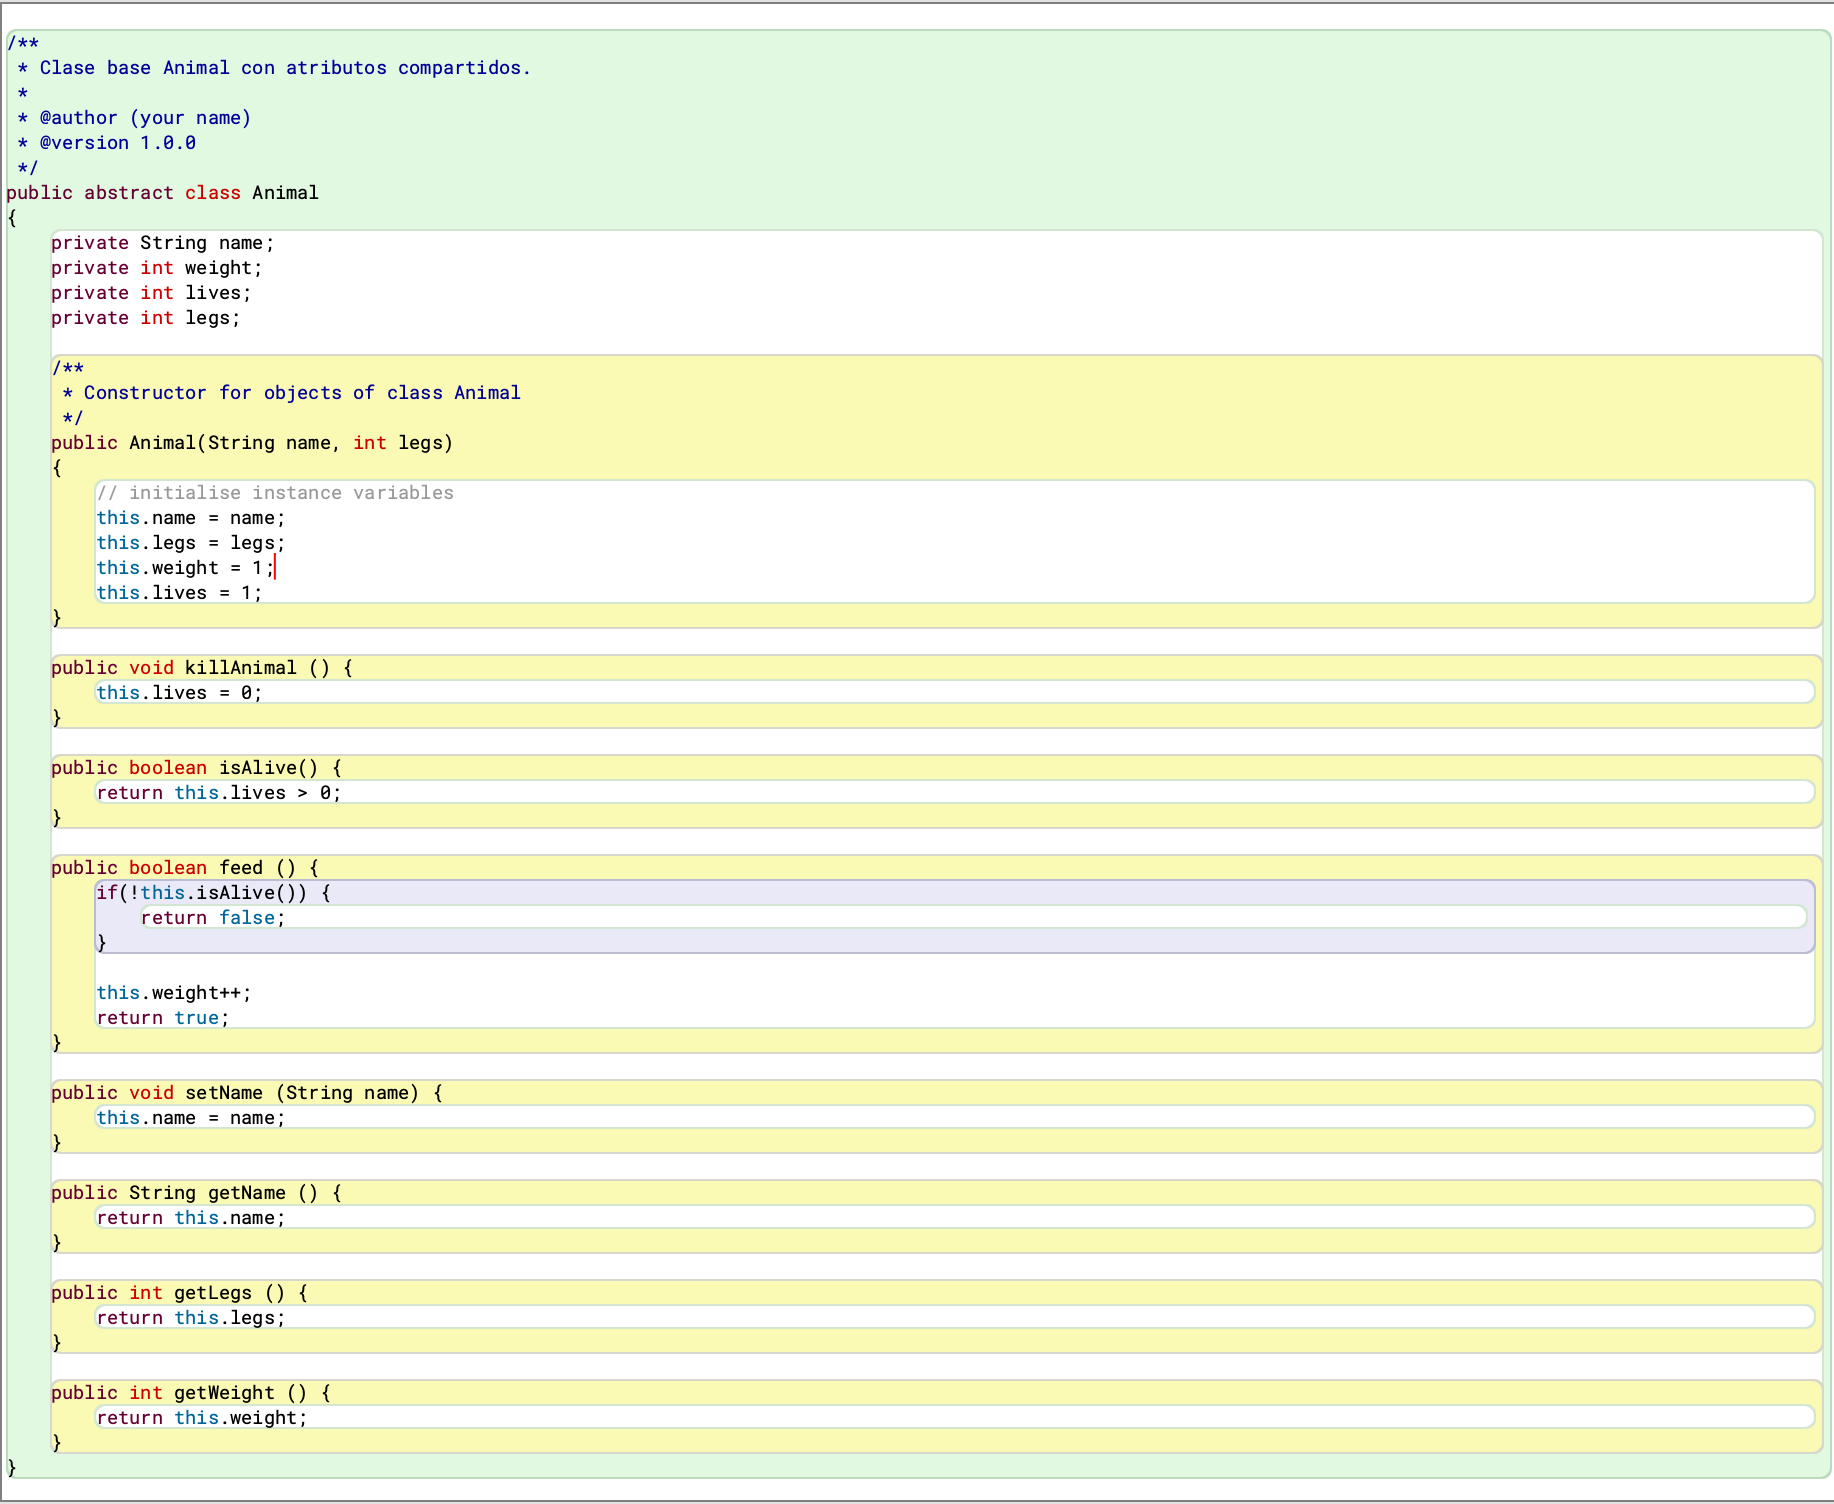 /**
 * Clase base Animal con atributos compartidos.
 *
 * @author (your name)
 * @version 1.0.0
 */
public abstract class Animal
{
    private String name;
    private int weight;
    private int lives;
    private int legs;

    /**
     * Constructor for objects of class Animal
     */
    public Animal(String name, int legs)
    {
        // initialise instance variables
        this.name = name;
        this.legs = legs;
        this.weight = 1;
        this.lives = 1;
    }

    public void killAnimal () {
        this.lives = 0;
    }

    public boolean isAlive() {
        return this.lives > 0;
    }

    public boolean feed () {
        if(!this.isAlive()) {
            return false;
        }

        this.weight++;
        return true;
    }

    public void setName (String name) {
        this.name = name;
    }

    public String getName () {
        return this.name;
    }

    public int getLegs () {
        return this.legs;
    }

    public int getWeight () {
        return this.weight;
    }
}